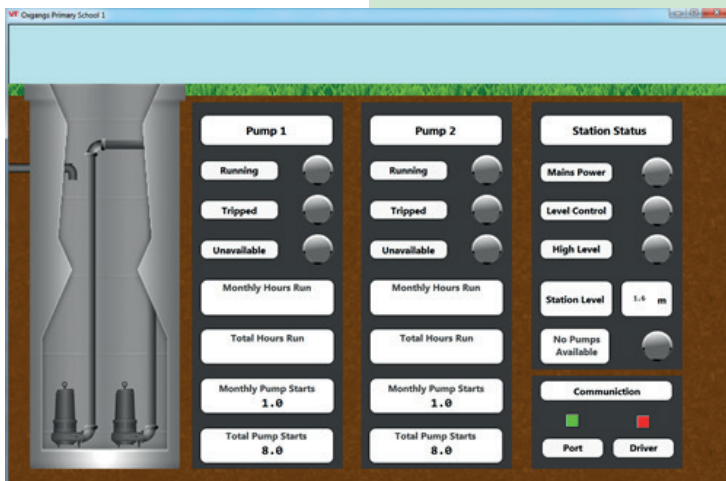 Oxgangs Primary School 1
Pump 1
Running
Tripped
Unavailable
Monthly Hours Run
Total Hours Run
Monthly Pump Starts
1.0
Total Pump Starts
8.0
Pump 2
Running
Tripped
Unavailable
Monthly Hours Run
Total Hours Run
Monthly Pump Starts
1.0
Total Pump Starts
8.0
Station Status
Mains Power
Level Control
High Level
Station Level
1.6 m
No Pumps
Available
Communiction
Port
Driver